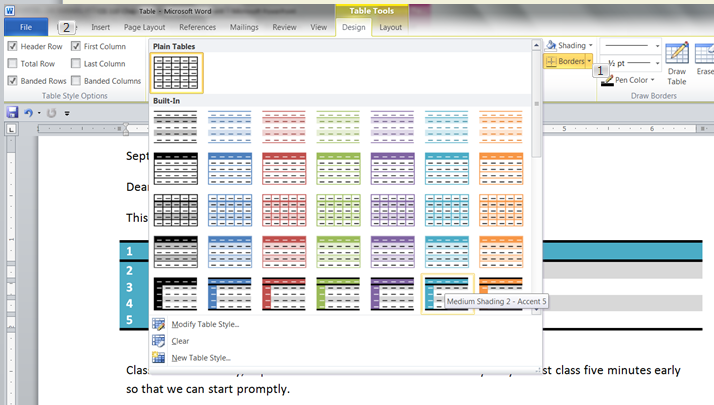 Table - Microsoft Word
Table Tools
File
2
Insert
Page Layout
References
Mailings
Review
View
Design
Layout
Header Row
First Column
Total Row
Last Column
Banded Rows
Banded Columns
Table Style Options
Plain Tables
Built-In
Medium Shading 2 - Accent 5
Modify Table Style...
Clear
New Table Style...
Shading
Borders
1
½ pt
Pen Color
Draw
Table
Erase
Draw Borders
L
1
5
6
Sept
Dear
This
1
2
3
4
5
Clas
st class five minutes early
so that we can start promptly.